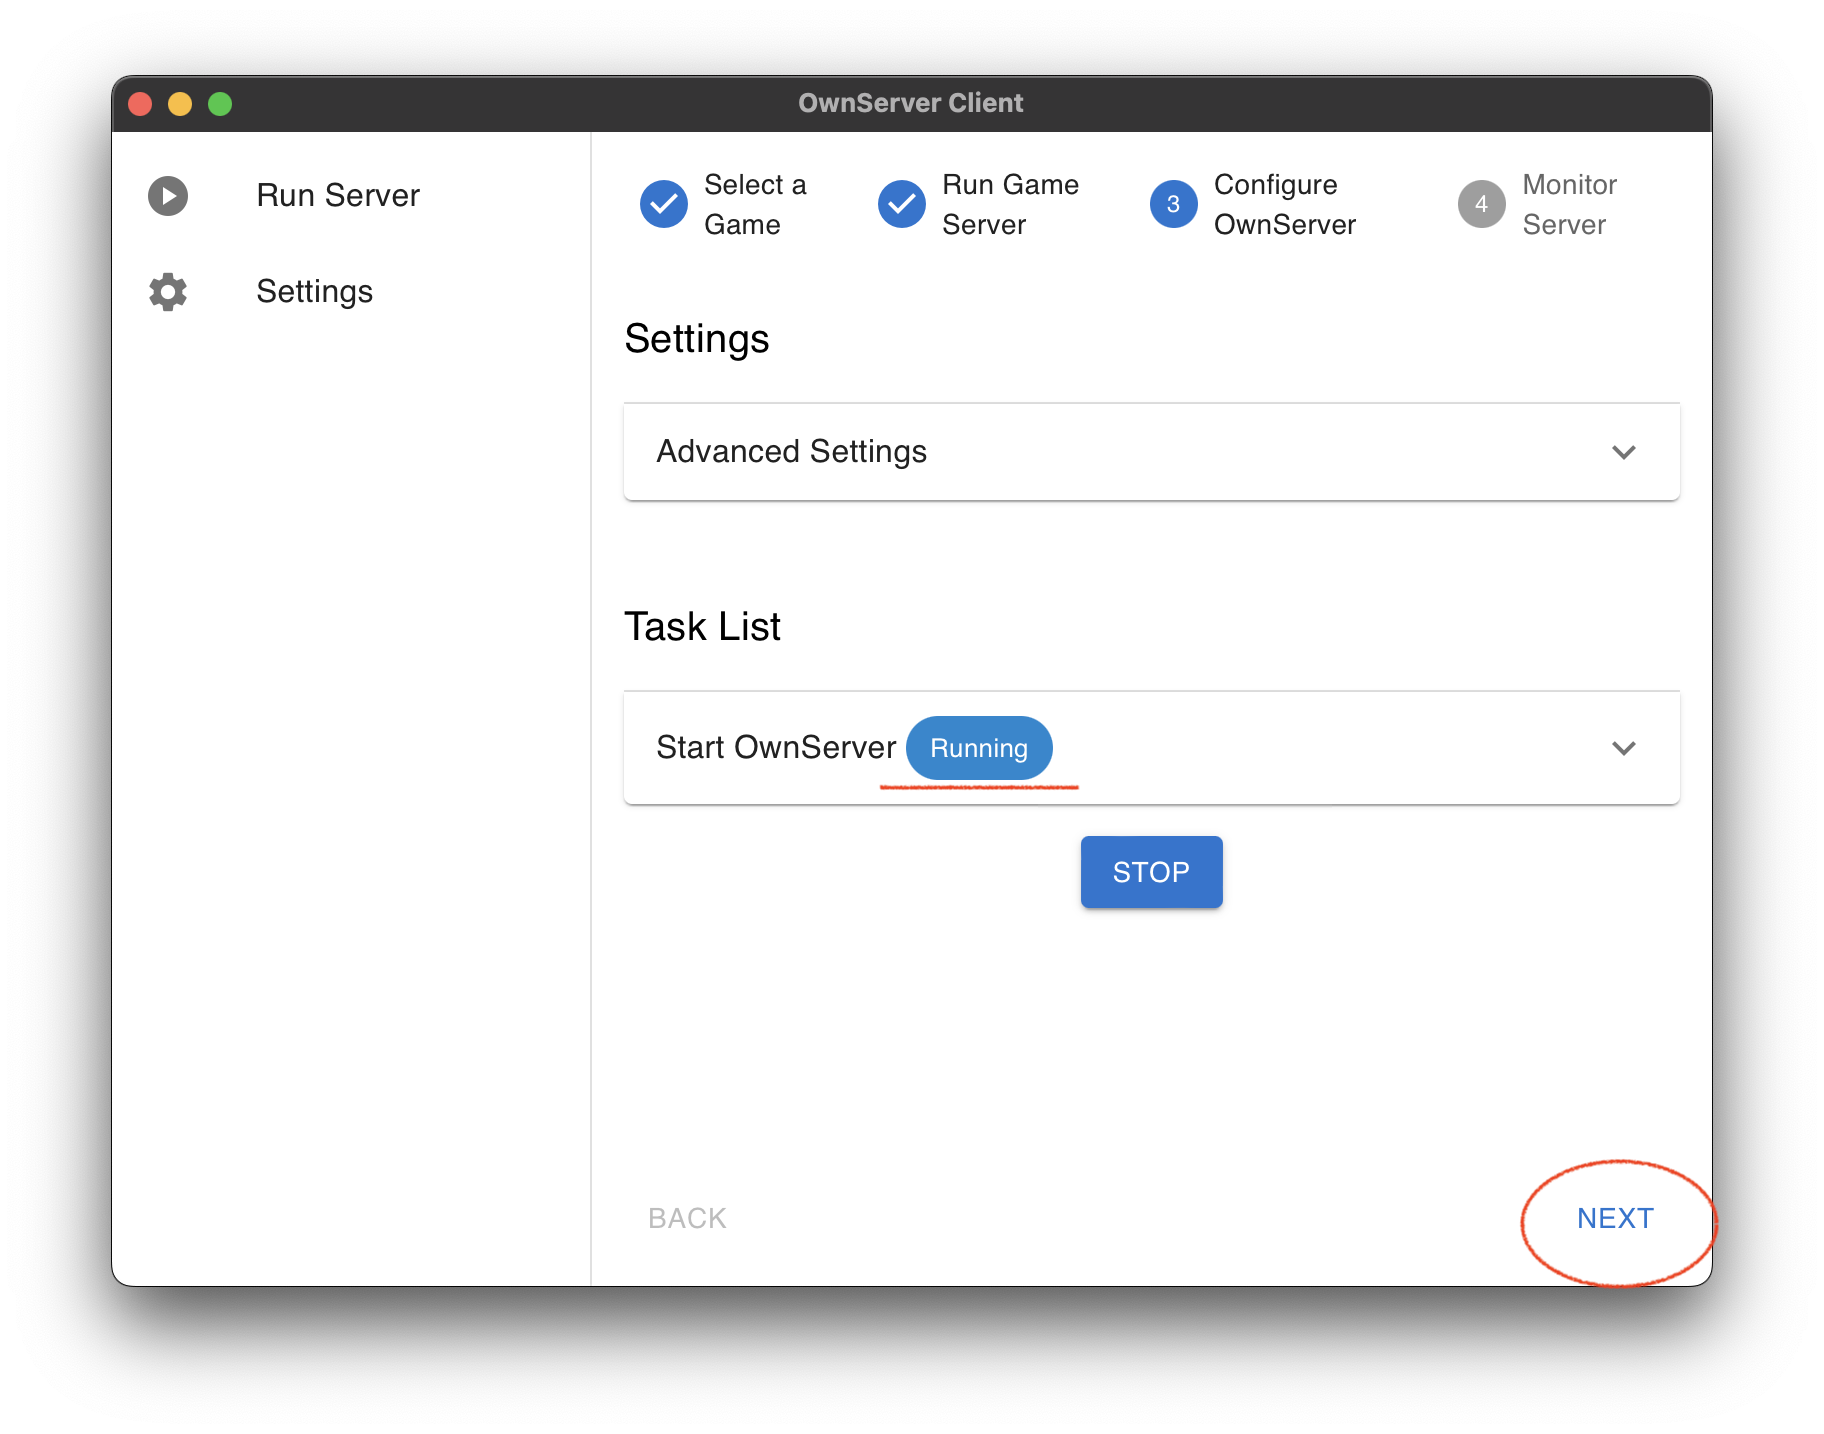 OwnServer Client
Run Server
Settings
Select a
Game
Run Game
Server
3
Configure
OwnServer
4
Monitor
Server
Settings
Advanced Settings
Task List
Start OwnServer Running
STOP
BACK
NEXT